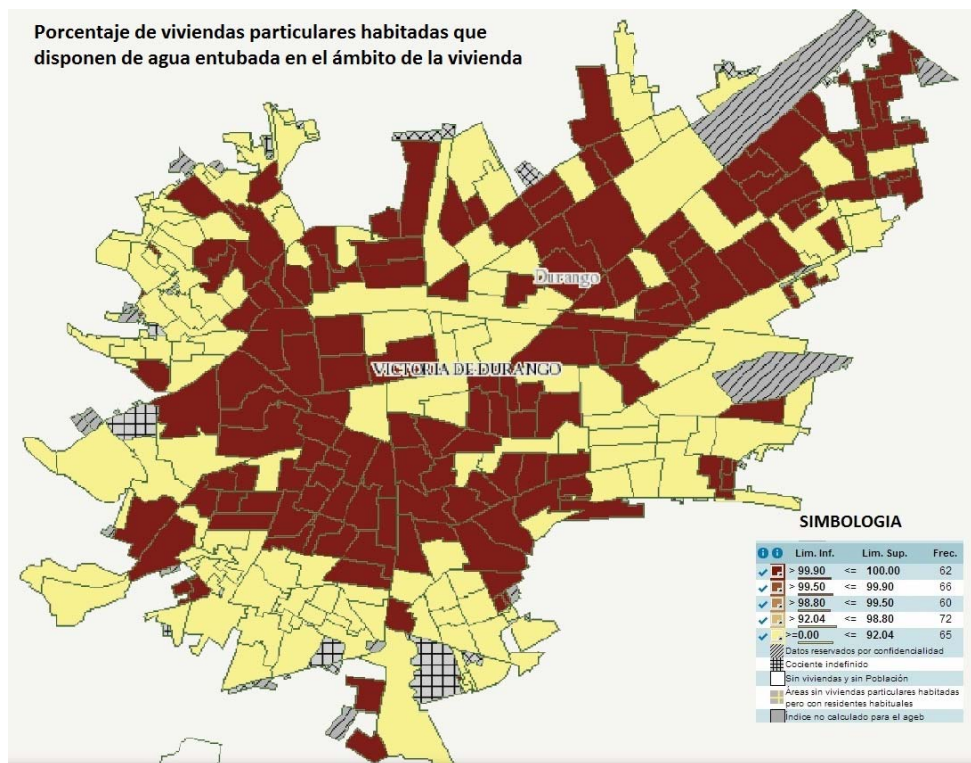 Porcentaje de viviendas particulares habitadas que
disponen de agua entubada en el ámbito de la vivienda
Durango
VICTORIA DE DURANGO
SIMBOLOGIA
Lim. Inf. Lim. Sup. Frec.
> 99.90 <= 100.00 62
> 99.50 <= 99.90 66
> 98.80 <= 99.50 60
> 92.04 <= 98.80 72
>=0.00 <= 92.04 65
Datos reservados por confidencialidad
Cociente indefinido
Sin viviendas y sin Población
Áreas sin viviendas particulares habitadas
pero con residentes habituales
Indice no calculado para el ageb